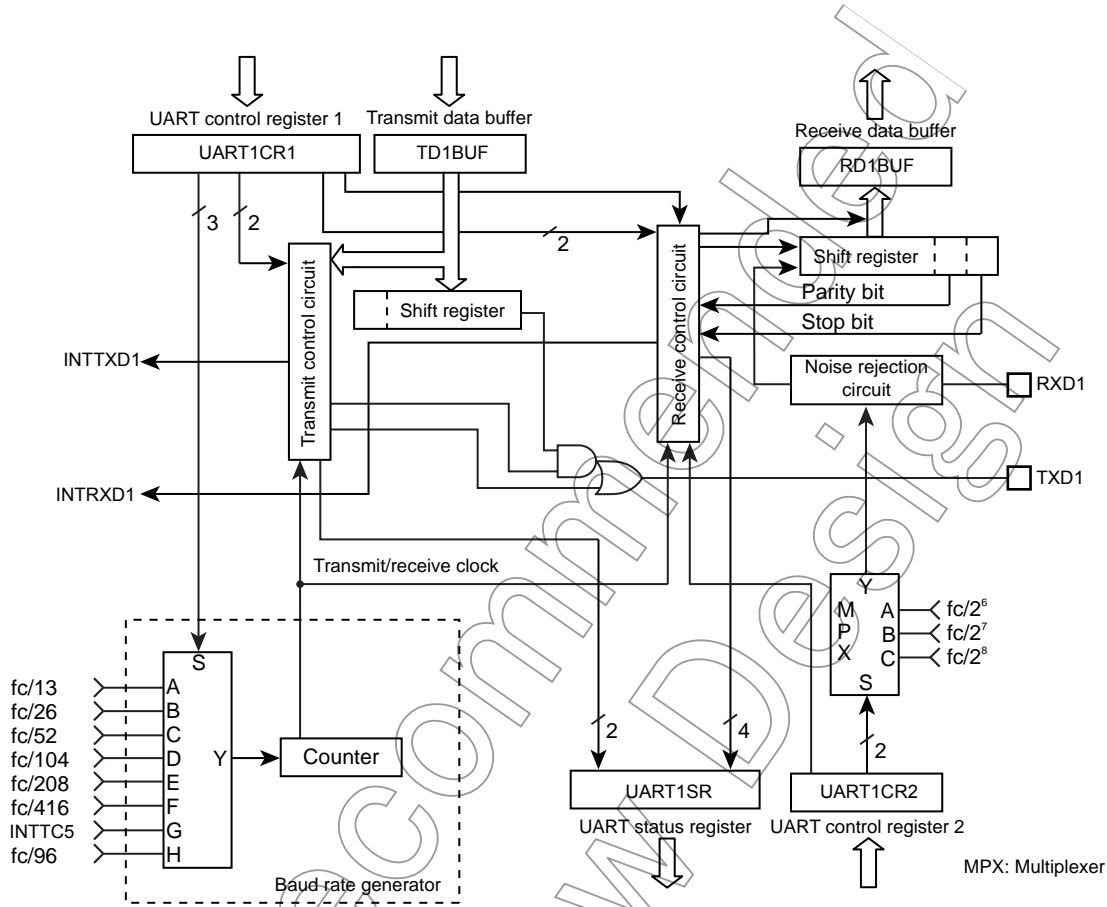 UART control register 1
Transmit data buffer
Receive data buffer
UART1CR1
TD1BUF
RD1BUF
3
2
2
Shift register
Transmit control circuit
Receive control circuit
Shift register
Parity bit
Stop bit
INTTXD1
Noise rejection
circuit
RXD1
INTRXD1
TXD1
Transmit/receive clock
Y
M
P
X
A
B
C
S
fc/2⁶
fc/2⁷
fc/2⁸
S
fc/13
A
fc/26
B
fc/52
C
fc/104
D
fc/208
E
fc/416
F
INTTC5
G
fc/96
H
Y
Counter
2
4
2
UART1SR
UART1CR2
UART status register
UART control register 2
Baud rate generator
MPX: Multiplexer
ecommended
w Design